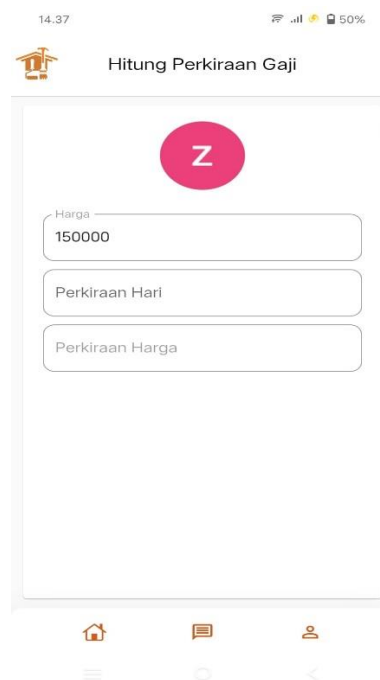 14.37
50%
Hitung Perkiraan Gaji
Z
Harga
150000
Perkiraan Hari
Perkiraan Harga